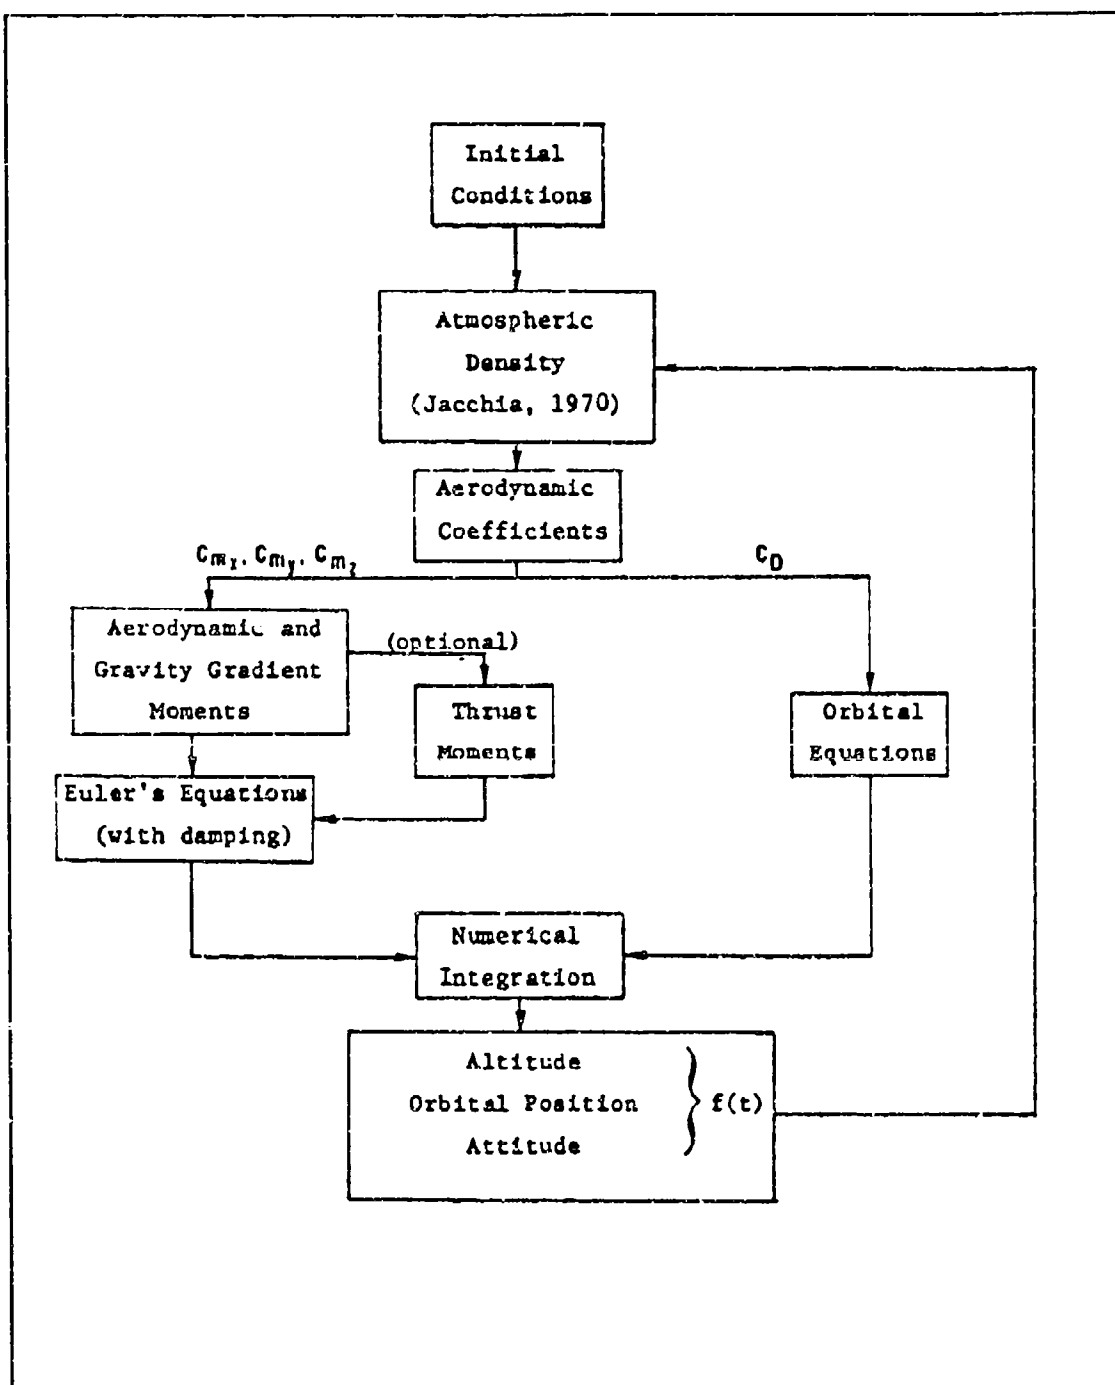 Initial
Conditions
Atmospheric
Density
(Jacchia, 1970)
Aerodynamic
Coefficients
Cmx, Cmy, Cmz
CD
Aerodynamic and
Gravity Gradient
Moments
(optional)
Thrust
Moments
Orbital
Equations
Euler's Equations
(with damping)
Numerical
Integration
Altitude
Orbital Position
Attitude
} f(t)